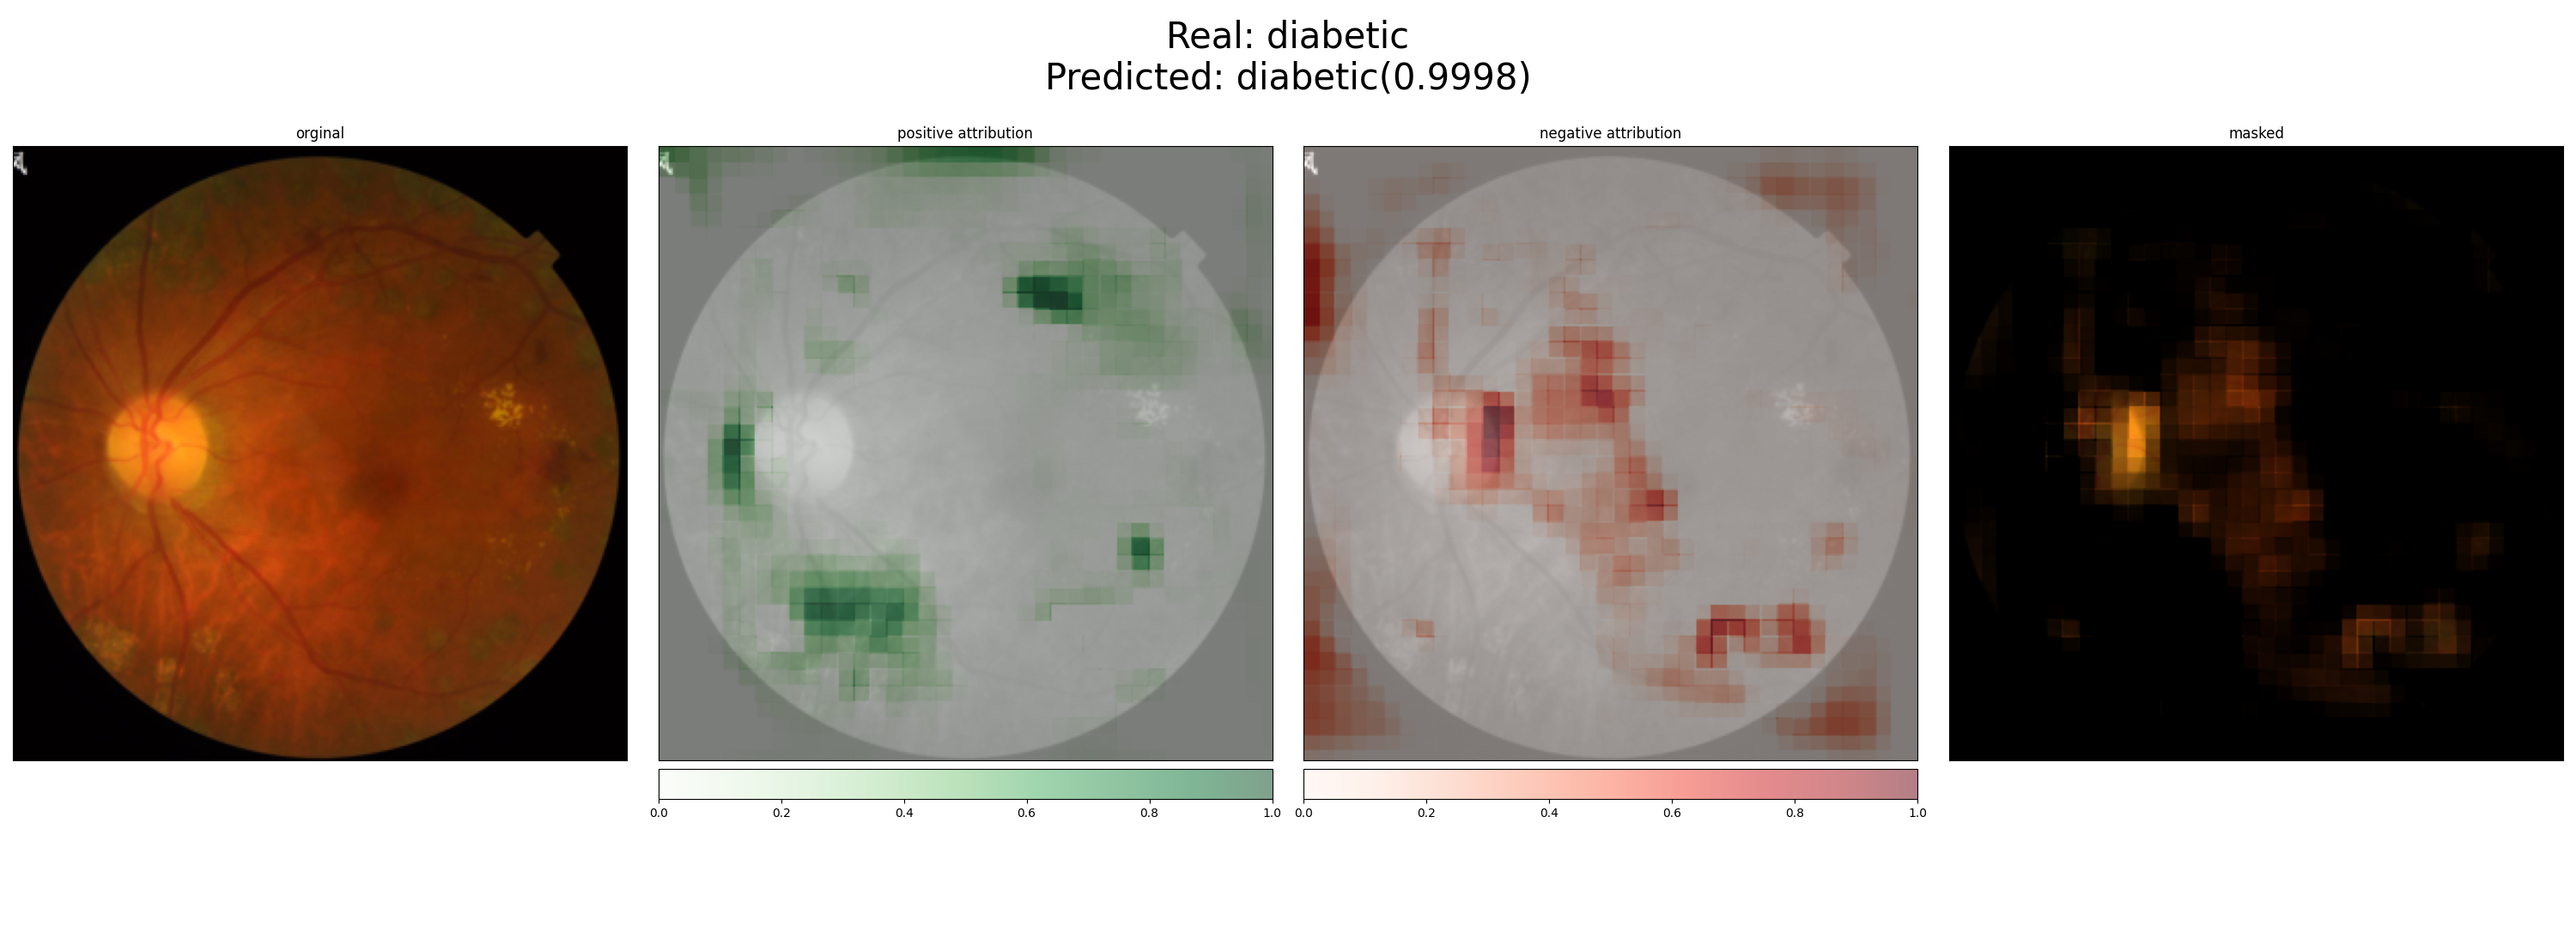 Real: diabetic
Predicted: diabetic(0.9998)
orginal
positive attribution
negative attribution
masked
0.0 0.2 0.4 0.6 0.8 1.0
0.0 0.2 0.4 0.6 0.8 1.0